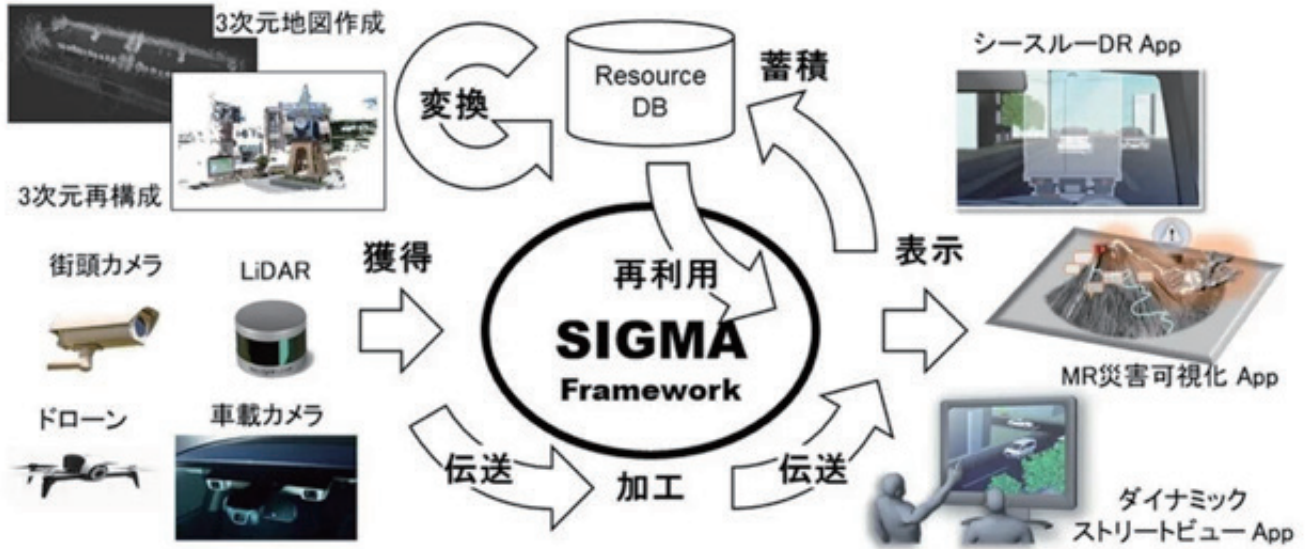 3次元地図作成
3次元再構成
変換
Resource
DB
蓄積
シースルーDR App
街頭カメラ
LiDAR
獲得
再利用
表示
SIGMA
Framework
MR災害可視化 App
ドローン
車載カメラ
伝送
加工
伝送
ダイナミック
ストリートビュー App